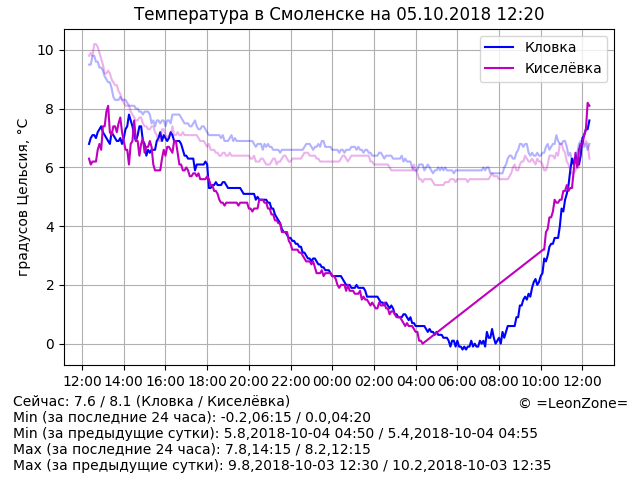 Температура в Смоленске на 05.10.2018 12:20
Кловка
Киселёвка
градусов Цельсия, °C
10
8
6
4
2
0
12:00 14:00 16:00 18:00 20:00 22:00 00:00 02:00 04:00 06:00 08:00 10:00 12:00
Сейчас: 7.6 / 8.1 (Кловка / Киселёвка)
© =LeonZone=
Min (за последние 24 часа): -0.2,06:15 / 0.0,04:20
Min (за предыдущие сутки): 5.8,2018-10-04 04:50 / 5.4,2018-10-04 04:55
Max (за последние 24 часа): 7.8,14:15 / 8.2,12:15
Max (за предыдущие сутки): 9.8,2018-10-03 12:30 / 10.2,2018-10-03 12:35